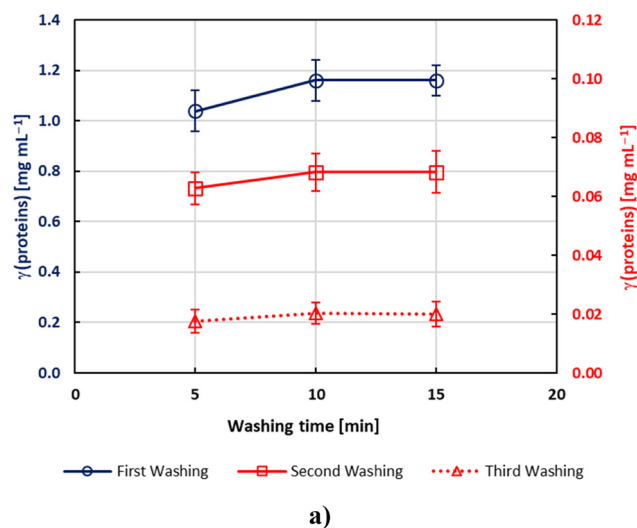 1.4
1.2
1.0
0.8
0.6
0.4
0.2
0.0
γ(proteins) [mg mL⁻¹]
0.12
0.10
0.08
0.06
0.04
0.02
0.00
γ(proteins) [mg mL⁻¹]
0 5 10 15 20
Washing time [min]
First Washing Second Washing Third Washing
a)